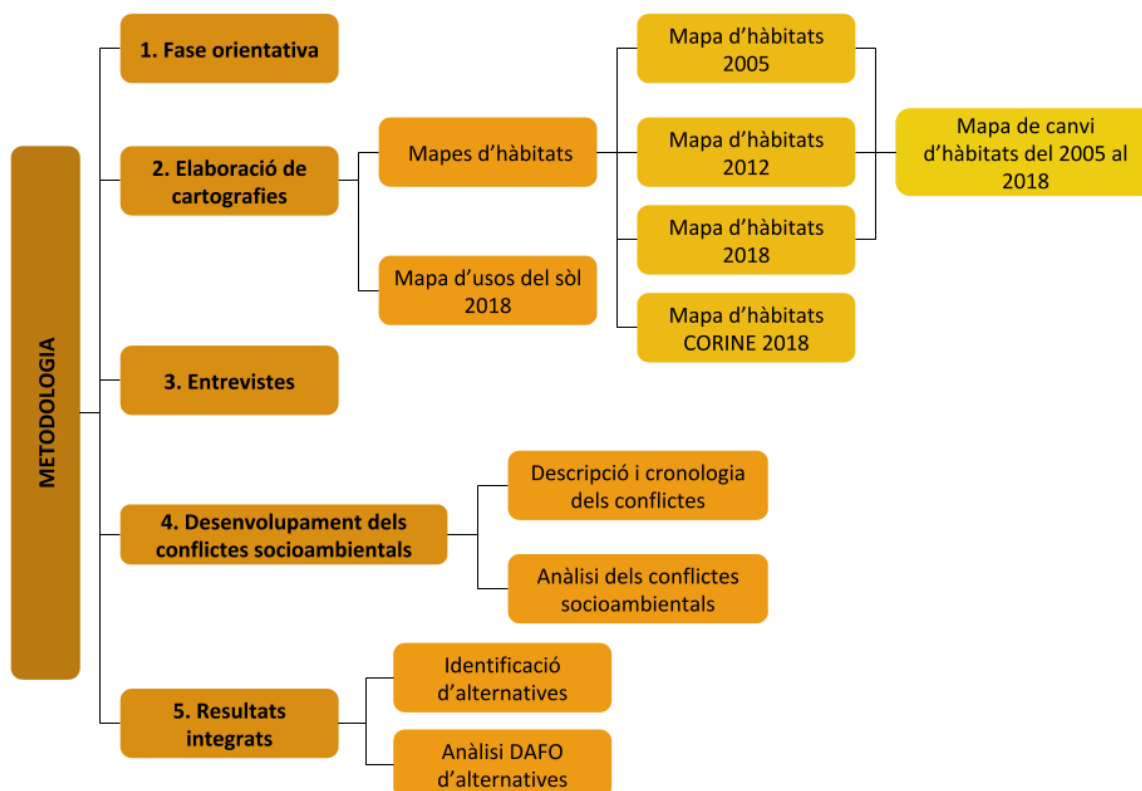 METODOLOGIA
1. Fase orientativa
2. Elaboració de
cartografies
Mapes d'hàbitats
Mapa d'hàbitats
2005
Mapa d'hàbitats
2012
Mapa d'hàbitats
2018
Mapa d'hàbitats
CORINE 2018
Mapa de canvi
d'hàbitats del 2005 al
2018
Mapa d'usos del sòl
2018
3. Entrevistes
4. Desenvolupament dels
conflictes socioambientals
Descripció i cronologia
dels conflictes
Anàlisi dels conflictes
socioambientals
5. Resultats
integrats
Identificació
d'alternatives
Anàlisi DAFO
d'alternatives